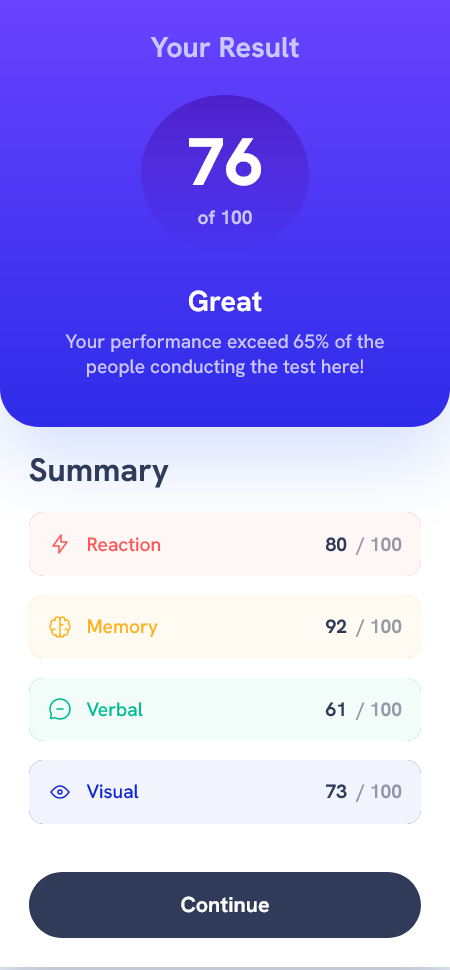 Your Result
76
of 100
Great
Your performance exceed 65% of the
people conducting the test here!
Summary
Reaction 80 / 100
Memory 92 / 100
Verbal 61 / 100
Visual 73 / 100
Continue